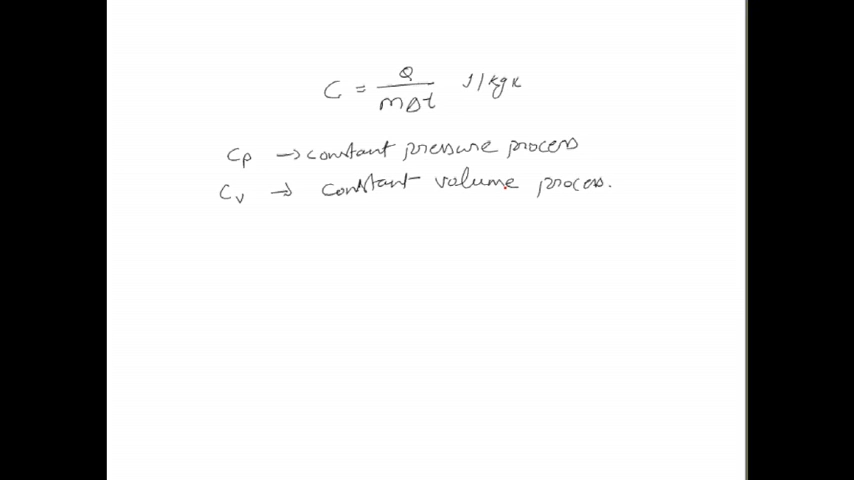 C = Q / mΔt J/kgK
Cp → constant pressure process
Cv → constant volume process.